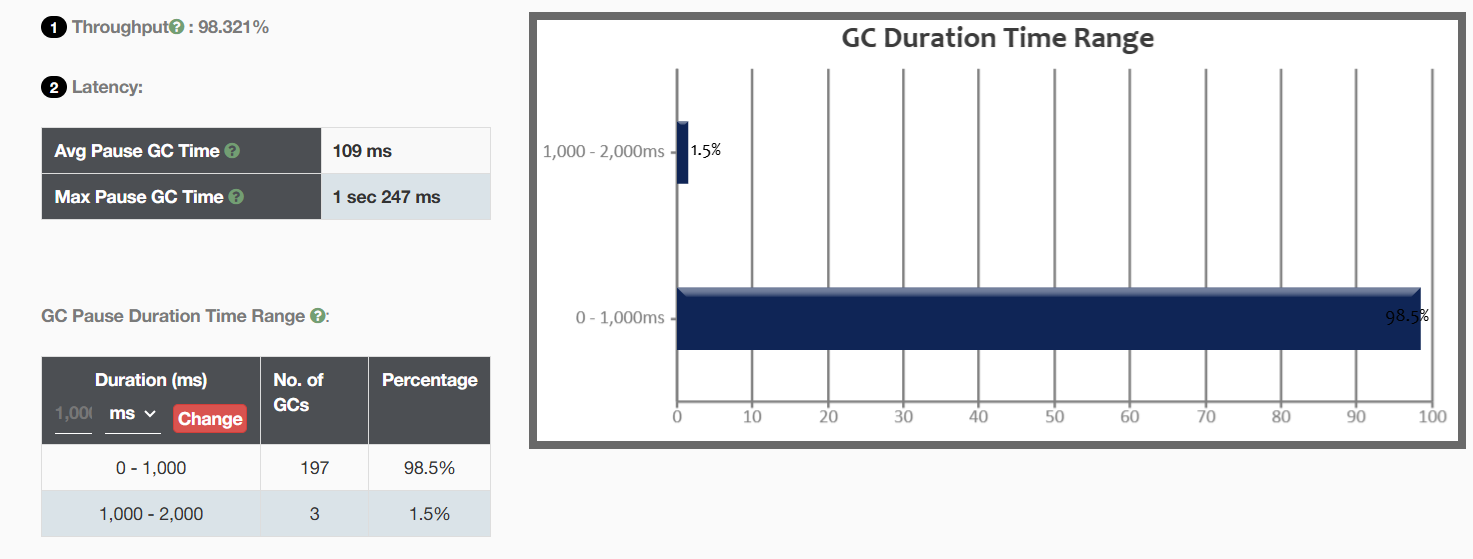 1 Throughput? : 98.321%
2 Latency:
Avg Pause GC Time ? 109 ms
Max Pause GC Time ? 1 sec 247 ms
GC Pause Duration Time Range ?:
Duration (ms) No. of GCs Percentage
1,00 ms Change
0 - 1,000 197 98.5%
1,000 - 2,000 3 1.5%
GC Duration Time Range
1,000 - 2,000ms 1.5%
0 - 1,000ms 98.5%
0 10 20 30 40 50 60 70 80 90 100